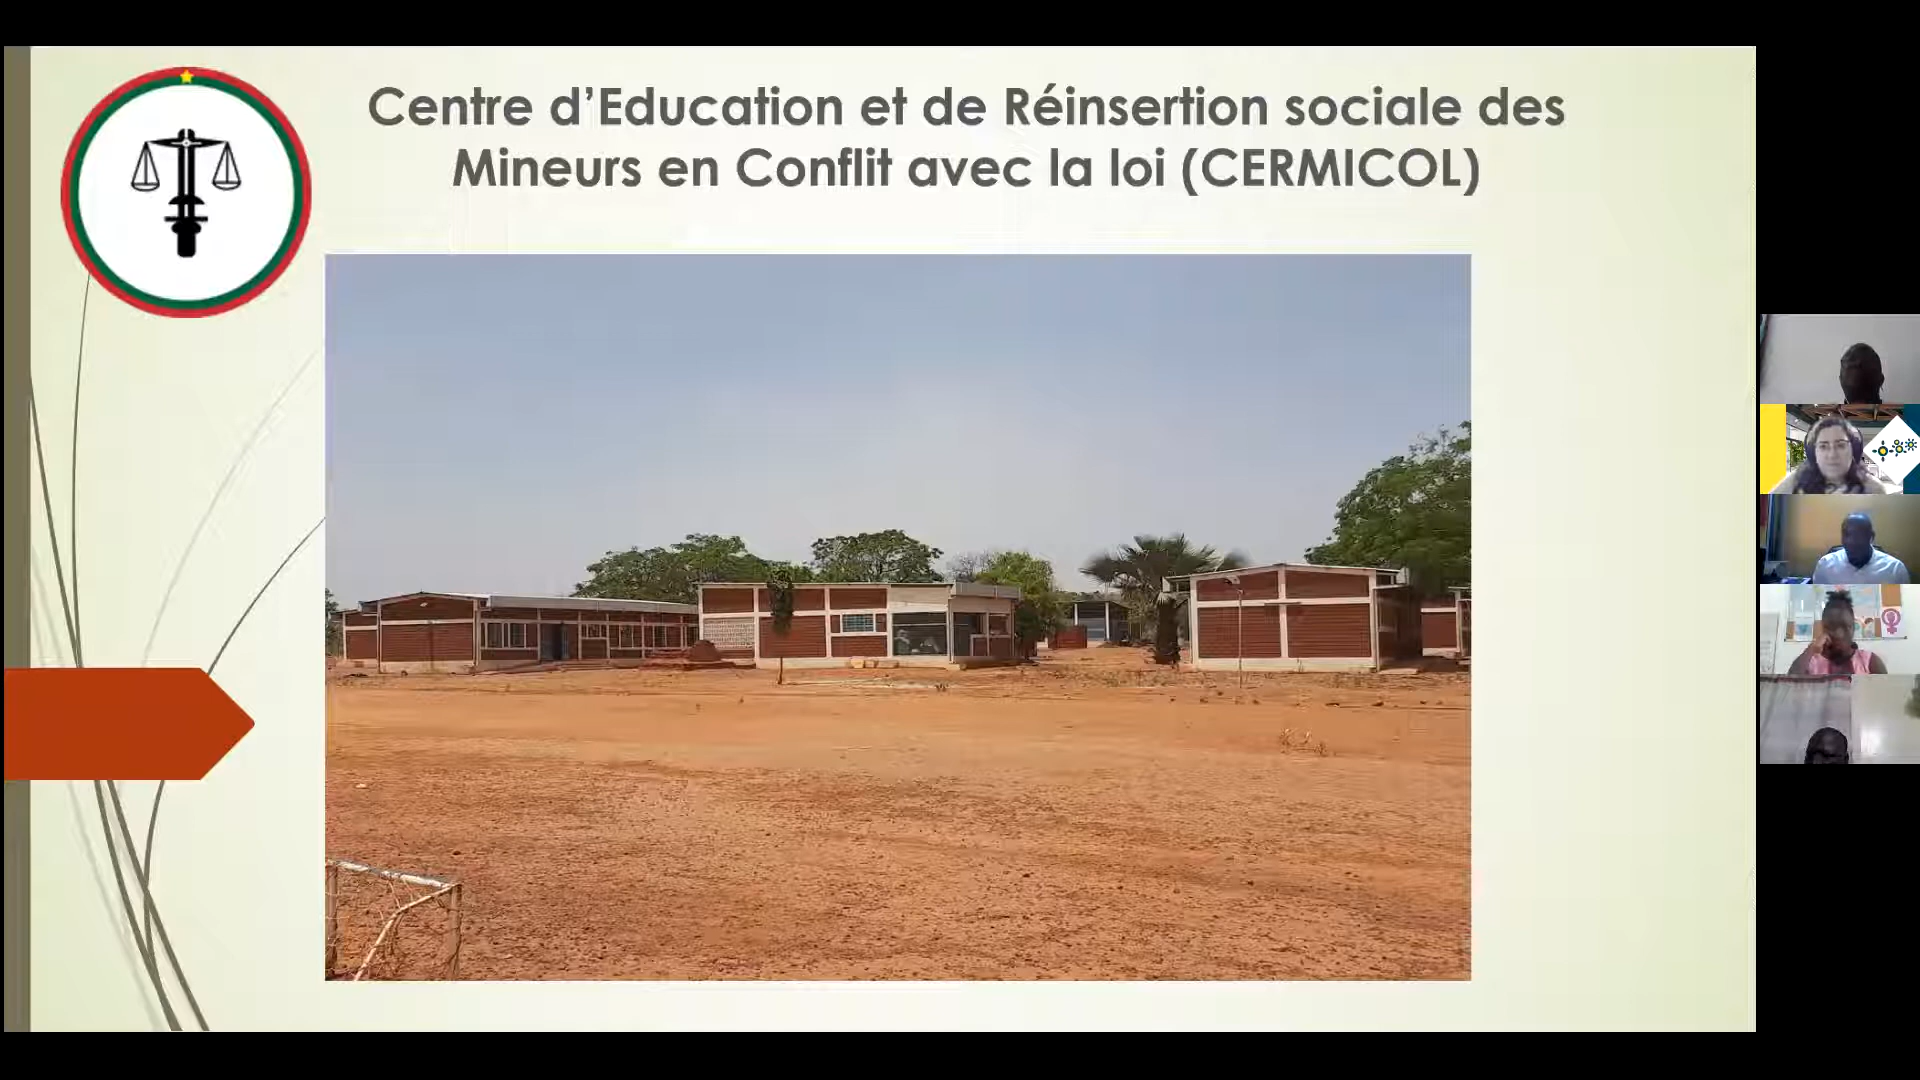 Centre d’Education et de Réinsertion sociale des
Mineurs en Conflit avec la loi (CERMICOL)